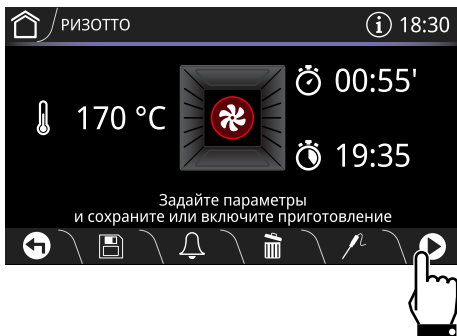 РИЗОТТО
18:30
170 °C
00:55'
19:35
Задайте параметры
и сохраните или включите приготовление